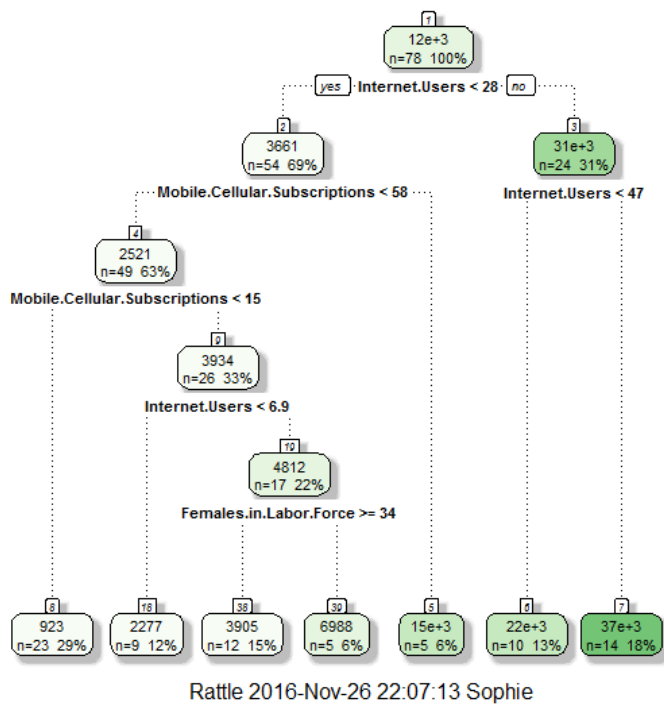 1
12e+3
n=78 100%
yes Internet.Users < 28 no
2
3
3661
n=54 69%
31e+3
n=24 31%
Mobile.Cellular.Subscriptions < 58
Internet.Users < 47
4
2521
n=49 63%
Mobile.Cellular.Subscriptions < 15
9
3934
n=26 33%
Internet.Users < 6.9
19
4812
n=17 22%
Females.in.Labor.Force >= 34
8
18
38
39
5
6
7
923
n=23 29%
2277
n=9 12%
3905
n=12 15%
6988
n=5 6%
15e+3
n=5 6%
22e+3
n=10 13%
37e+3
n=14 18%
Rattle 2016-Nov-26 22:07:13 Sophie